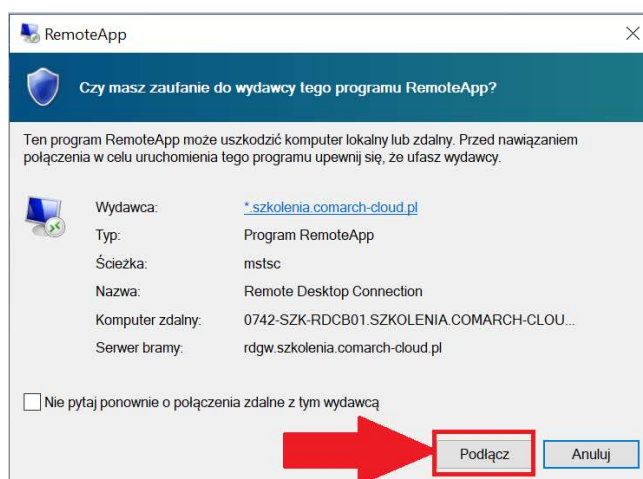 RemoteApp
Czy masz zaufanie do wydawcy tego programu RemoteApp?
Ten program RemoteApp może uszkodzić komputer lokalny lub zdalny. Przed nawiązaniem
połączenia w celu uruchomienia tego programu upewnij się, że ufasz wydawcy.
Wydawca: *.szkolenia.comarch-cloud.pl
Typ: Program RemoteApp
Ścieżka: mstsc
Nazwa: Remote Desktop Connection
Komputer zdalny: 0742-SZK-RDCB01.SZKOLENIA.COMARCH-CLOU...
Serwer bramy: rdgw.szkolenia.comarch-cloud.pl
Nie pytaj ponownie o połączenia zdalne z tym wydawcą
Podłącz Anuluj